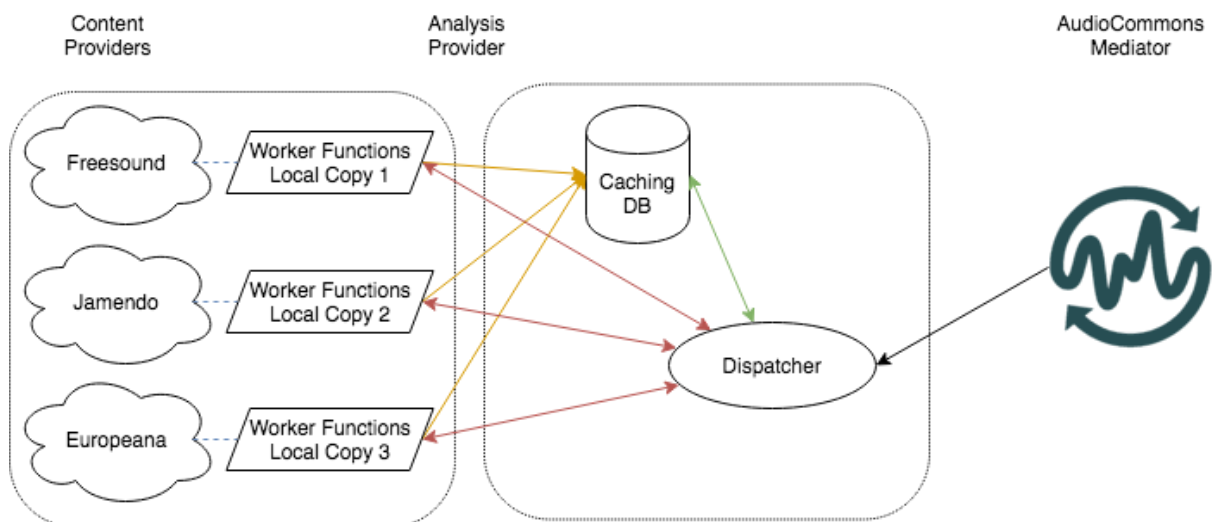 Content
Providers
Analysis
Provider
AudioCommons
Mediator
Freesound
Worker Functions
Local Copy 1
Caching
DB
Jamendo
Worker Functions
Local Copy 2
Dispatcher
Europeana
Worker Functions
Local Copy 3